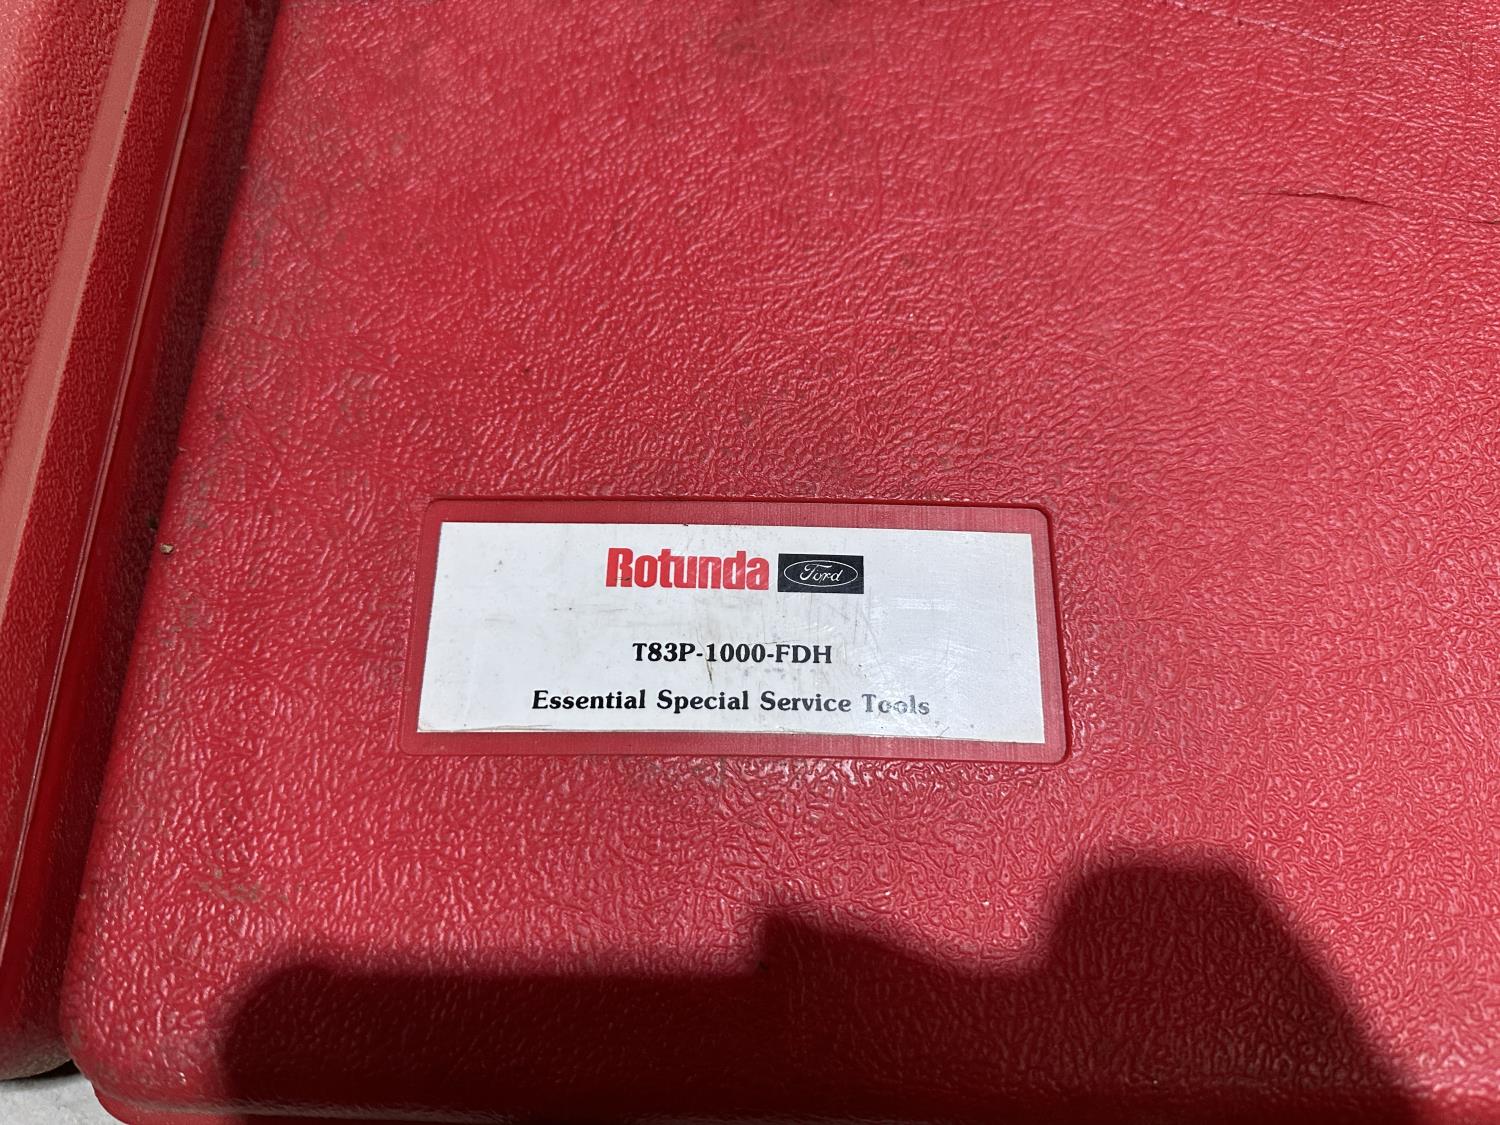 Rotunda Ford
T83P-1000-FDH
Essential Special Service Tools